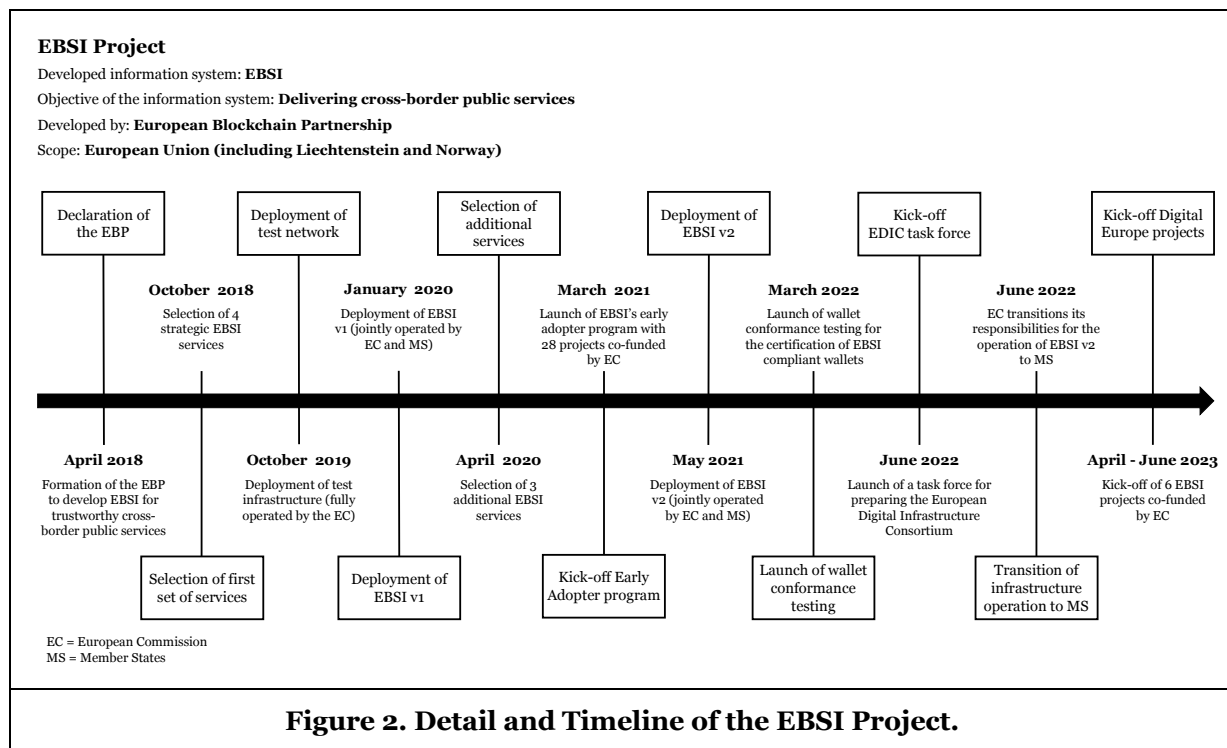 EBSI Project
Developed information system: EBSI
Objective of the information system: Delivering cross-border public services
Developed by: European Blockchain Partnership
Scope: European Union (including Liechtenstein and Norway)
Declaration of
the EBP
Deployment of
test network
Selection of
additional
services
Deployment of
EBSI v2
Kick-off
EDIC task force
Kick-off Digital
Europe projects
October 2018
Selection of 4
strategic EBSI
services
January 2020
Deployment of EBSI
v1 (jointly operated by
EC and MS)
March 2021
Launch of EBSI's early
adopter program with
28 projects co-funded
by EC
March 2022
Launch of wallet
conformance testing for
the certification of EBSI
compliant wallets
June 2022
EC transitions its
responsibilities for the
operation of EBSI v2
to MS
April 2018
Formation of the EBP
to develop EBSI for
trustworthy cross-
border public services
October 2019
Deployment of test
infrastructure (fully
operated by the EC)
April 2020
Selection of 3
additional EBSI
services
May 2021
Deployment of EBSI
v2 (jointly operated
by EC and MS)
June 2022
Launch of a task force for
preparing the European
Digital Infrastructure
Consortium
April - June 2023
Kick-off of 6 EBSI
projects co-funded
by EC
Selection of first
set of services
Deployment of
EBSI v1
Kick-off Early
Adopter program
Launch of wallet
conformance
testing
Transition of
infrastructure
operation to MS
EC = European Commission
MS = Member States
Figure 2. Detail and Timeline of the EBSI Project.